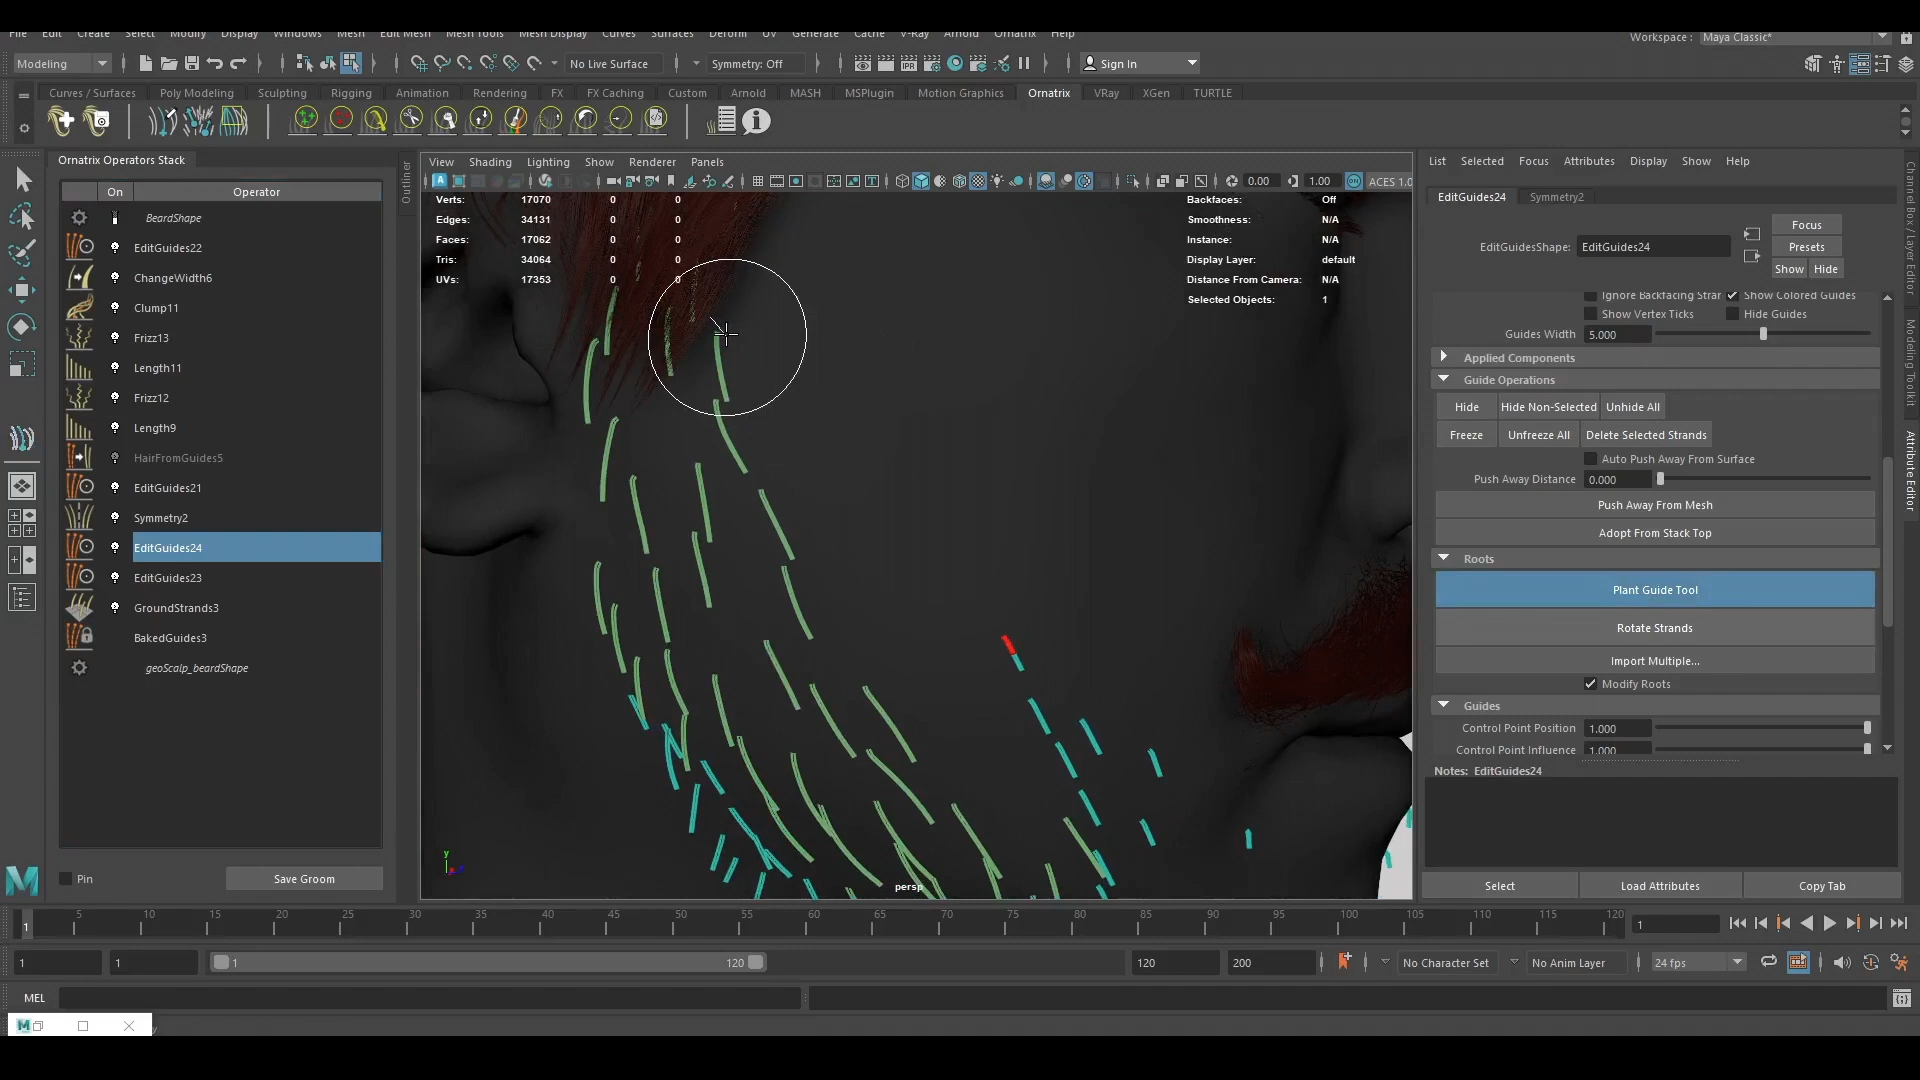 File Edit Create Select Modify Display Windows Mesh Edit Mesh Mesh Tools Mesh Display Curves Surfaces Deform UV Generate Cache V-Ray Arnold Ornatrix Help
Workspace : Maya Classic*
Modeling No Live Surface Symmetry: Off Sign In
Curves / Surfaces Poly Modeling Sculpting Rigging Animation Rendering FX FX Caching Custom Arnold MASH MSPlugin Motion Graphics Ornatrix VRay XGen TURTLE
Ornatrix Operators Stack
On Operator
BeardShape
EditGuides22
ChangeWidth6
Clump11
Frizz13
Length11
Frizz12
Length9
HairFromGuides5
EditGuides21
Symmetry2
EditGuides24
EditGuides23
GroundStrands3
BakedGuides3
geoScalp_beardShape
Pin Save Groom
Outliner
View Shading Lighting Show Renderer Panels
0.00 1.00 ACES 1.0
Verts: 17070 0 0
Edges: 34131 0 0
Faces: 17062 0 0
Tris: 34064 0 0
UVs: 17353 0 0
Backfaces: Off
Smoothness: N/A
Instance: N/A
Display Layer: default
Distance From Camera: N/A
Selected Objects: 1
y
persp
List Selected Focus Attributes Display Show Help
EditGuides24 Symmetry2
EditGuidesShape: EditGuides24
Focus
Presets
Show Hide
Ignore Backfacing Strar Show Colored Guides
Show Vertex Ticks Hide Guides
Guides Width 5.000
Applied Components
Guide Operations
Hide Hide Non-Selected Unhide All
Freeze Unfreeze All Delete Selected Strands
Auto Push Away From Surface
Push Away Distance 0.000
Push Away From Mesh
Adopt From Stack Top
Roots
Plant Guide Tool
Rotate Strands
Import Multiple...
Modify Roots
Guides
Control Point Position 1.000
Control Point Influence 1.000
Notes: EditGuides24
Select Load Attributes Copy Tab
Channel Box / Layer Editor
Modeling Toolkit
Attribute Editor
5 10 15 20 25 30 35 40 45 50 55 60 65 70 75 80 85 90 95 100 105 110 115 120
1 1
1 1 1 120 120 200 No Character Set No Anim Layer 24 fps
MEL